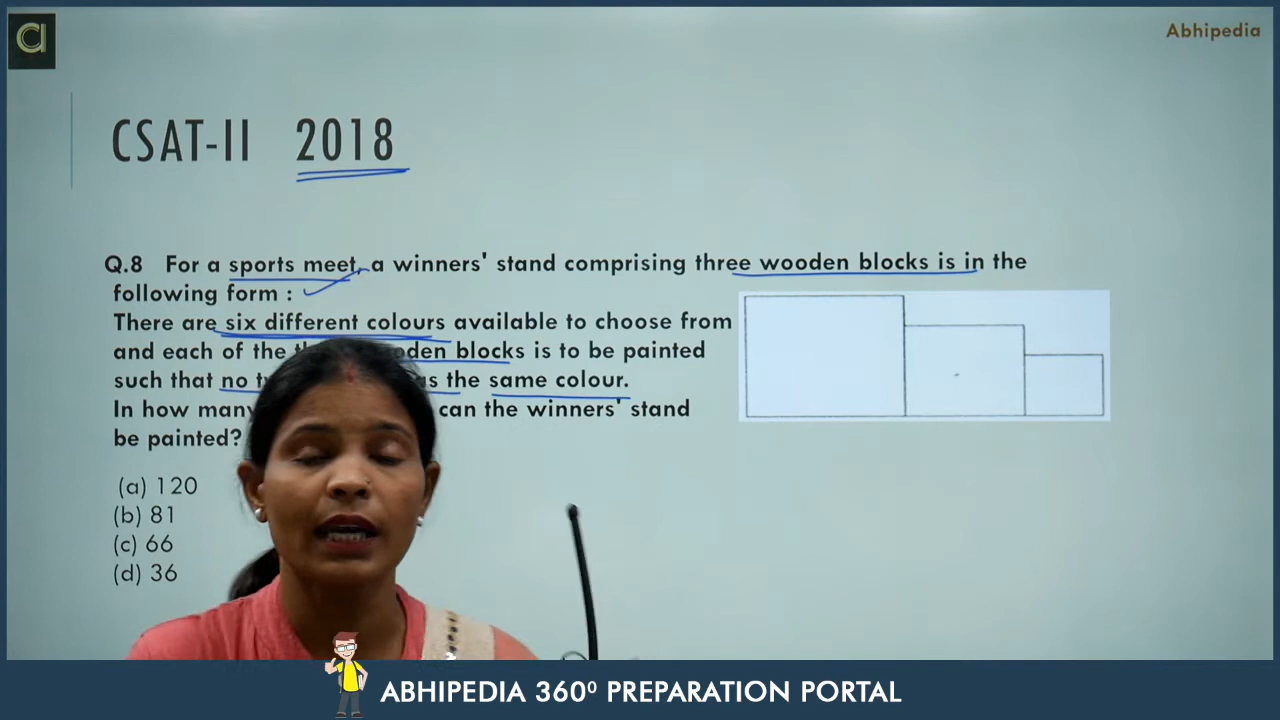 Abhipedia
CSAT-II 2018
Q.8 For a sports meet, a winners' stand comprising three wooden blocks is in the
following form :
There are six different colours available to choose from
and each of the blocks is to be painted
such that no the same colour.
In how many can the winners' stand
be painted?
(a) 120
(b) 81
(c) 66
(d) 36
ABHIPEDIA 360⁰ PREPARATION PORTAL